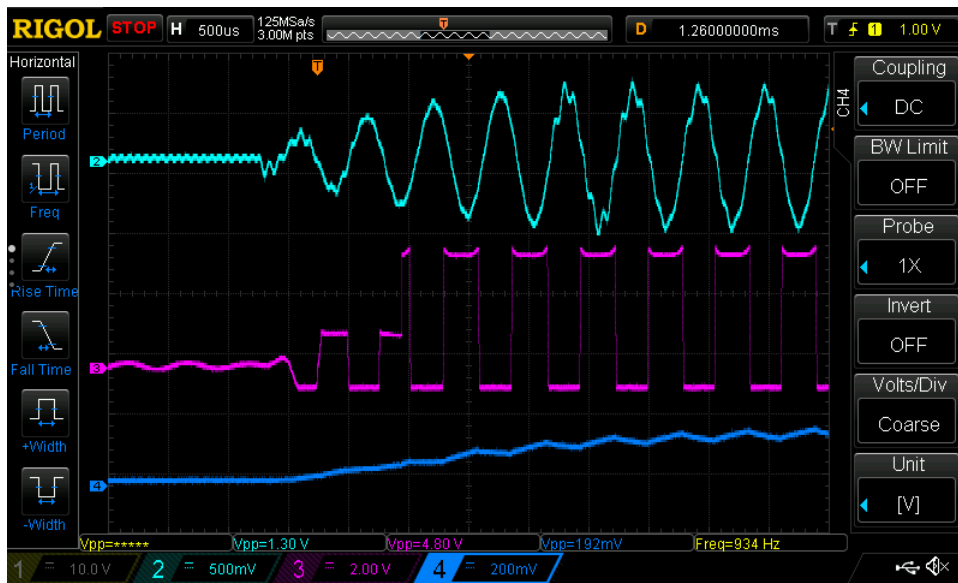 RIGOL STOP H 500us 125MSa/s 3.00M pts D 1.26000000ms T 1 1.00 V
T
Horizontal
Period
Freq
Rise Time
Fall Time
+Width
-Width
T
2
3
4
CH4
Coupling
DC
BW Limit
OFF
Probe
1X
Invert
OFF
Volts/Div
Coarse
Unit
[V]
Vpp=***** Vpp=1.30 V Vpp=4.80 V Vpp=192mV Freq=934 Hz
1 = 10.0 V 2 = 500mV 3 = 2.00 V 4 = 200mV